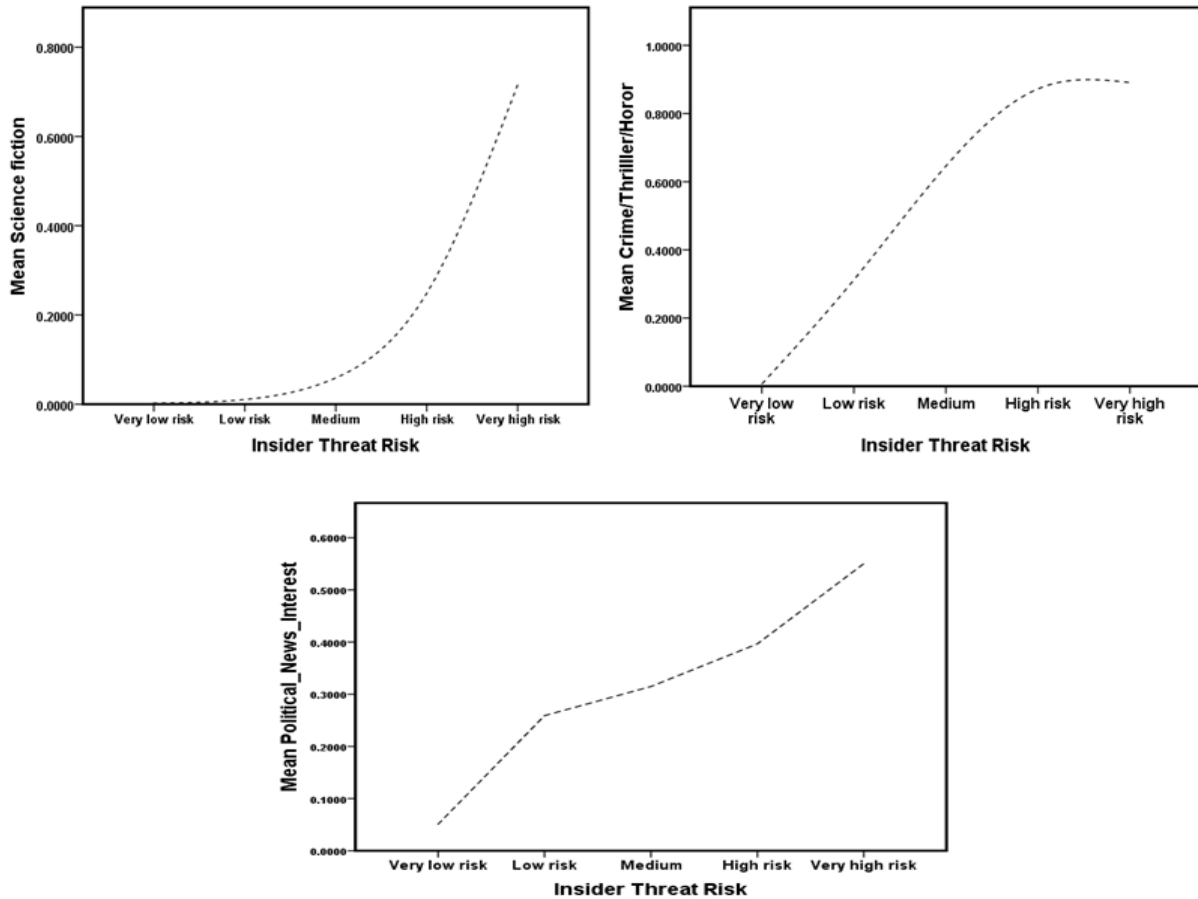 Mean Science fiction
0.8000
0.6000
0.4000
0.2000
0.0000
Very low risk
Low risk
Medium
High risk
Very high risk
Insider Threat Risk
Mean Crime/Thrilller/Horor
1.0000
0.8000
0.6000
0.4000
0.2000
0.0000
Very low
risk
Low risk
Medium
High risk
Very high
risk
Insider Threat Risk
Mean Political_News_Interest
0.6000
0.5000
0.4000
0.3000
0.2000
0.1000
0.0000
Very low risk
Low risk
Medium
High risk
Very high risk
Insider Threat Risk